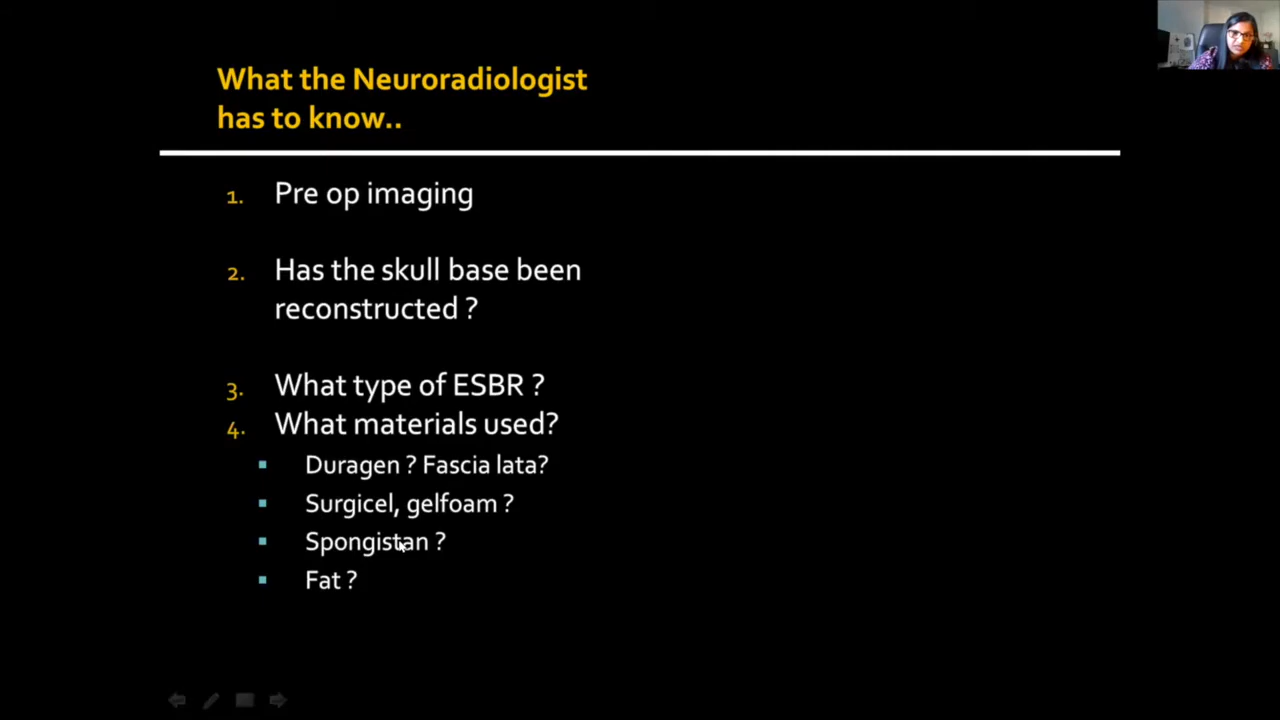 What the Neuroradiologist
has to know..
1. Pre op imaging
2. Has the skull base been
reconstructed ?
3. What type of ESBR ?
4. What materials used?
▪ Duragen ? Fascia lata?
▪ Surgicel, gelfoam ?
▪ Spongistan ?
▪ Fat ?